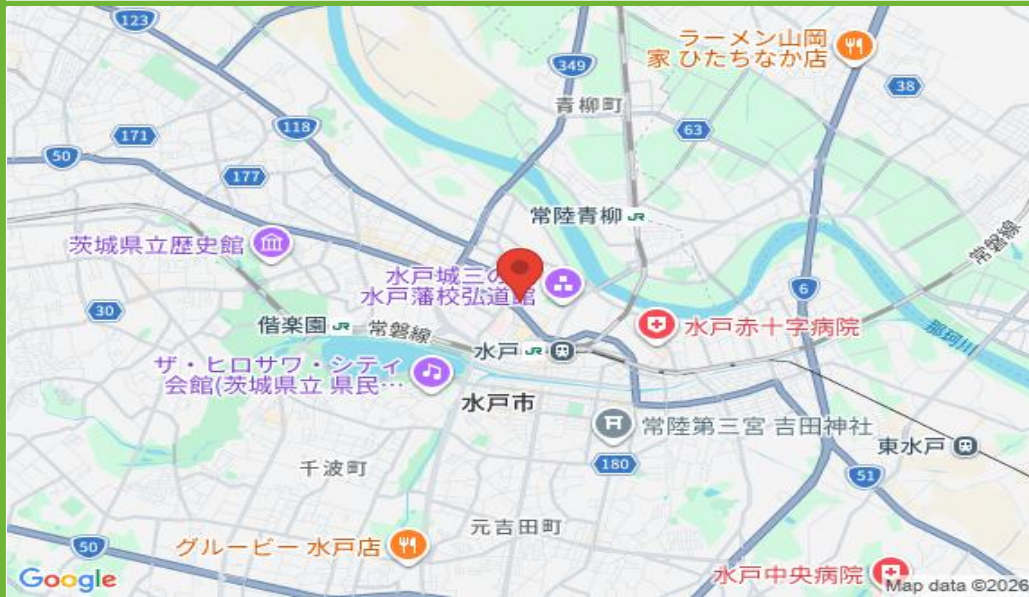 123
ラーメン山岡
家 ひたちなか店
349
38
青柳町
118
63
171
50
177
常陸青柳 JR
茨城県立歴史館
常磐線
水戸城三の
水戸藩校弘道館
6
30
偕楽園 JR 常磐線
水戸赤十字病院
那珂川
水戸 JR
ザ・ヒロサワ・シティ
会館(茨城県立 県民…
水戸市
常陸第三宮 吉田神社
東水戸
千波町
180
51
元吉田町
50
グルービー 水戸店
水戸中央病院
Google
Map data ©2026